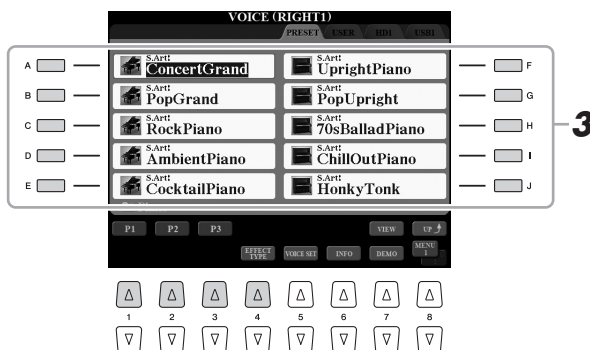 VOICE (RIGHT1)
PRESET USER HD1 USB1
A S.Art! ConcertGrand S.Art! UprightPiano F
B S.Art! PopGrand S.Art! PopUpright G
C S.Art! RockPiano S.Art! 70sBalladPiano H
3
D S.Art! AmbientPiano S.Art! ChillOutPiano I
E S.Art! CocktailPiano S.Art! HonkyTonk J
P1 P2 P3 VIEW UP
EFFECT TYPE VOICE SET INFO DEMO MENU 1
1 2 3 4 5 6 7 8